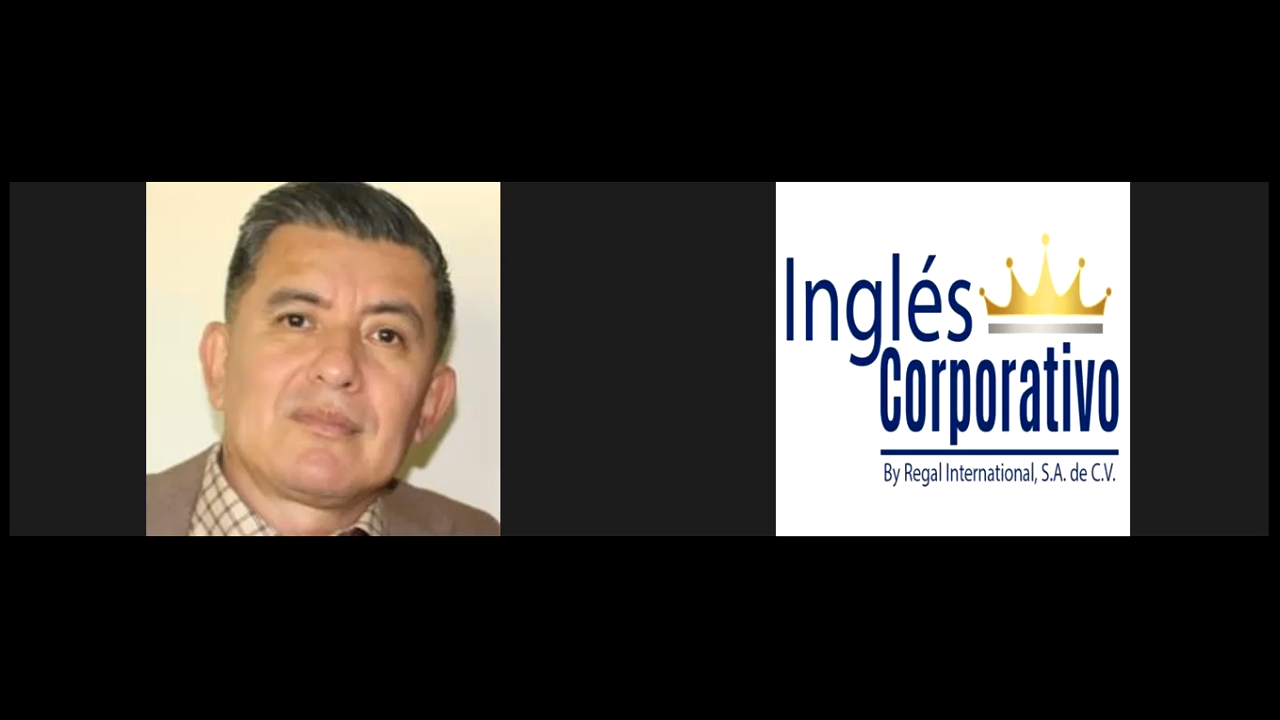 Inglés
Corporativo
By Regal International, S.A. de C.V.